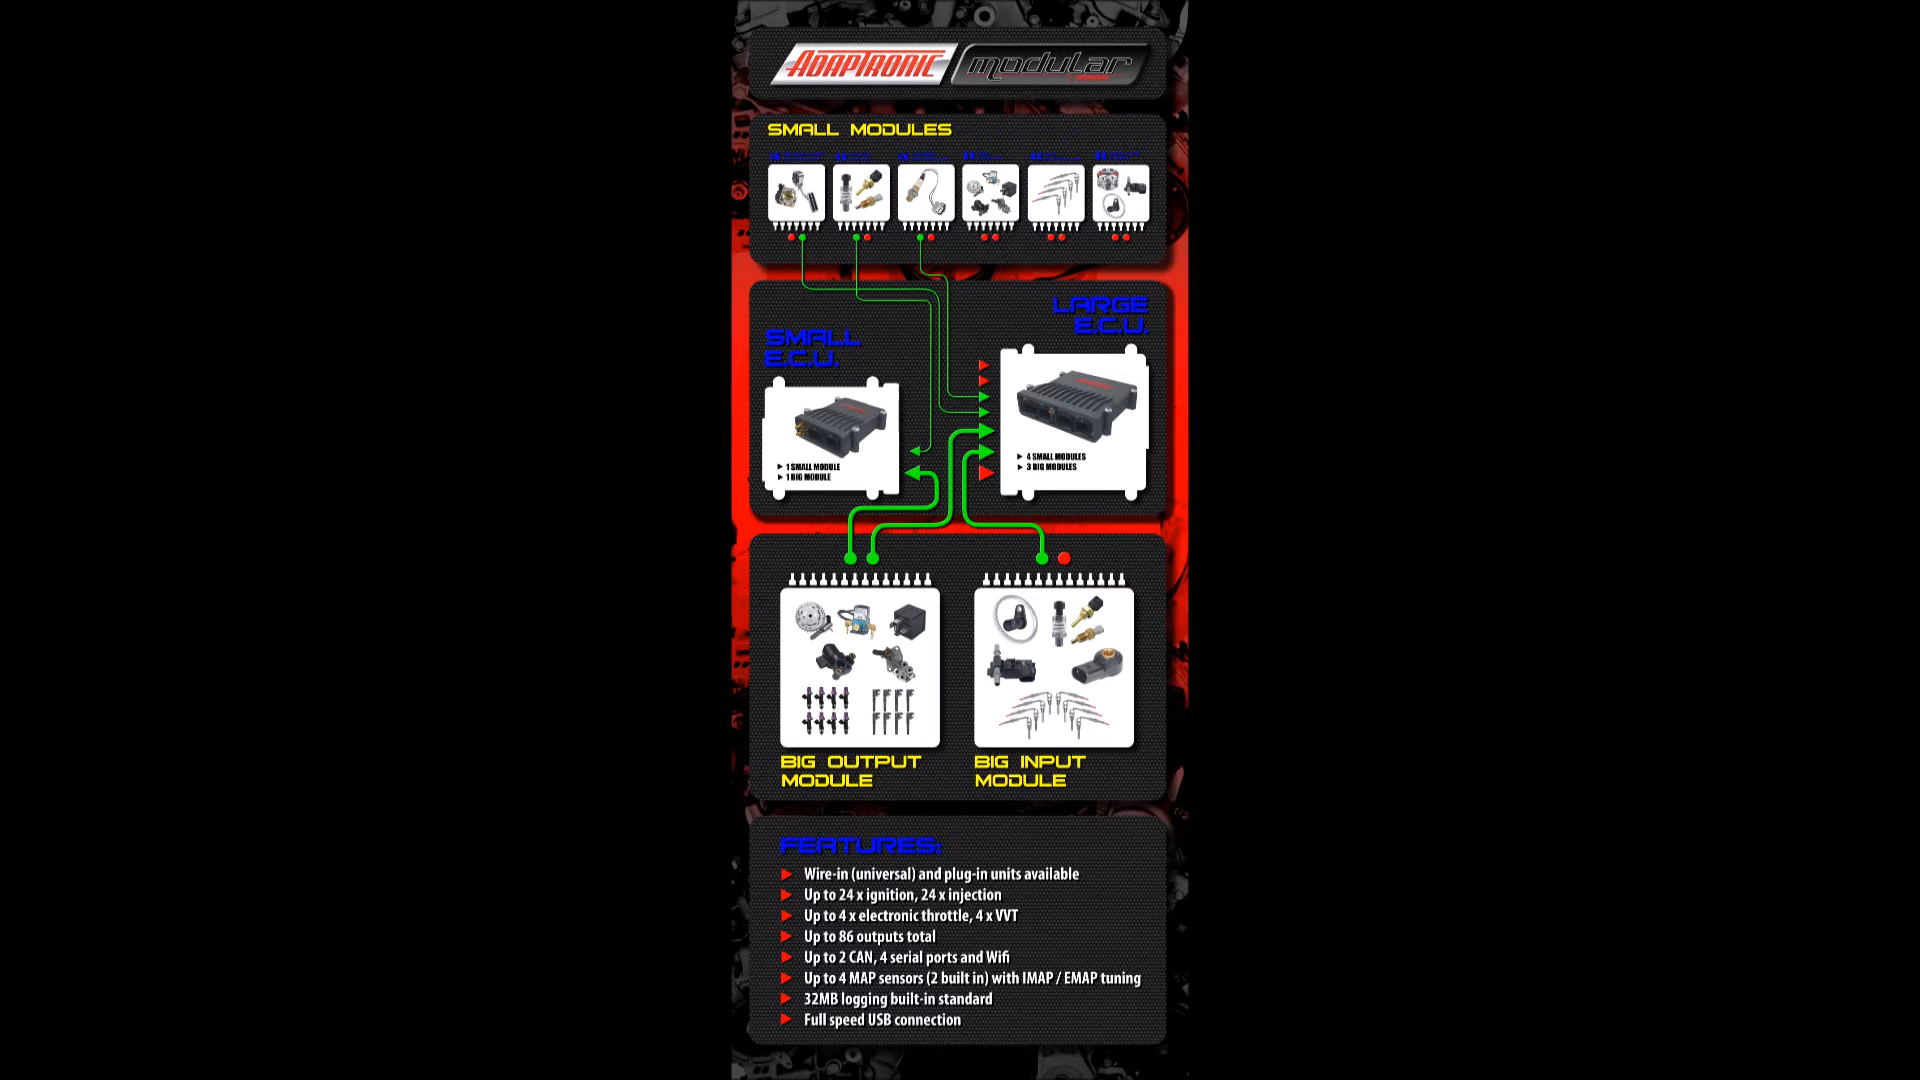 ADAPTRONIC modular
SMALL MODULES
LARGE
E.C.U.
SMALL
E.C.U.
1 SMALL MODULE
1 BIG MODULE
4 SMALL MODULES
3 BIG MODULES
BIG OUTPUT
MODULE
BIG INPUT
MODULE
FEATURES:
Wire-in (universal) and plug-in units available
Up to 24 x ignition, 24 x injection
Up to 4 x electronic throttle, 4 x VVT
Up to 86 outputs total
Up to 2 CAN, 4 serial ports and Wifi
Up to 4 MAP sensors (2 built in) with IMAP / EMAP tuning
32MB logging built-in standard
Full speed USB connection